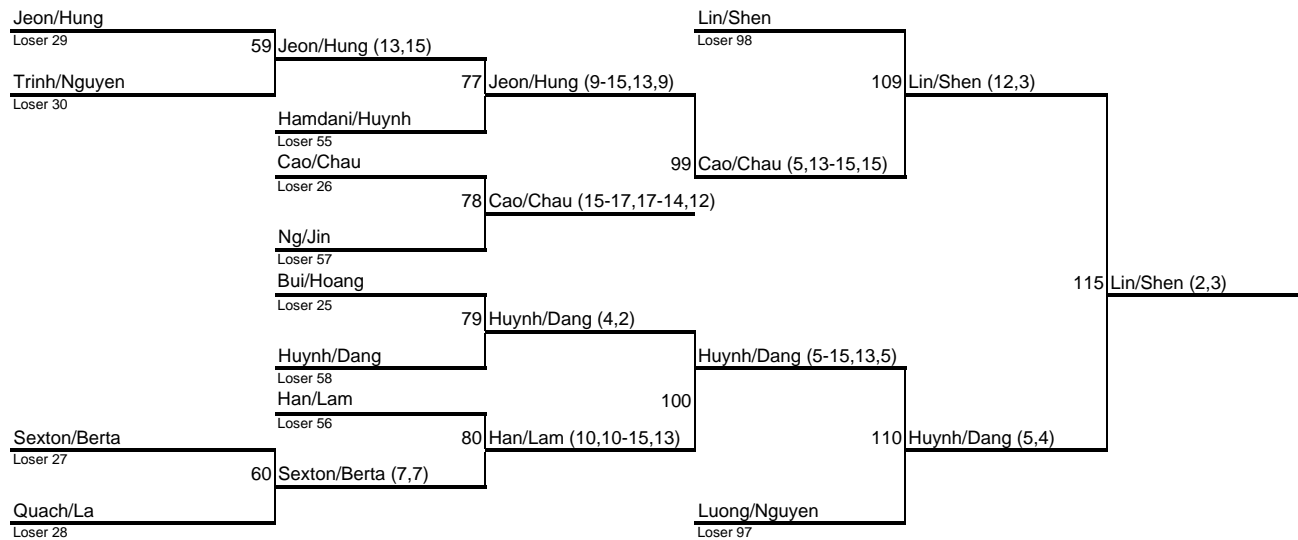 Jeon/Hung
Loser 29
59 Jeon/Hung (13,15)
Trinh/Nguyen
Loser 30
77 Jeon/Hung (9-15,13,9)
Hamdani/Huynh
Loser 55
Cao/Chau
Loser 26
99 Cao/Chau (5,13-15,15)
78 Cao/Chau (15-17,17-14,12)
Ng/Jin
Loser 57
Lin/Shen
Loser 98
109 Lin/Shen (12,3)
115 Lin/Shen (2,3)
Bui/Hoang
Loser 25
79 Huynh/Dang (4,2)
Huynh/Dang
Loser 58
Huynh/Dang (5-15,13,5)
100
Han/Lam
Loser 56
80 Han/Lam (10,10-15,13)
110 Huynh/Dang (5,4)
Sexton/Berta
Loser 27
60 Sexton/Berta (7,7)
Quach/La
Loser 28
Luong/Nguyen
Loser 97